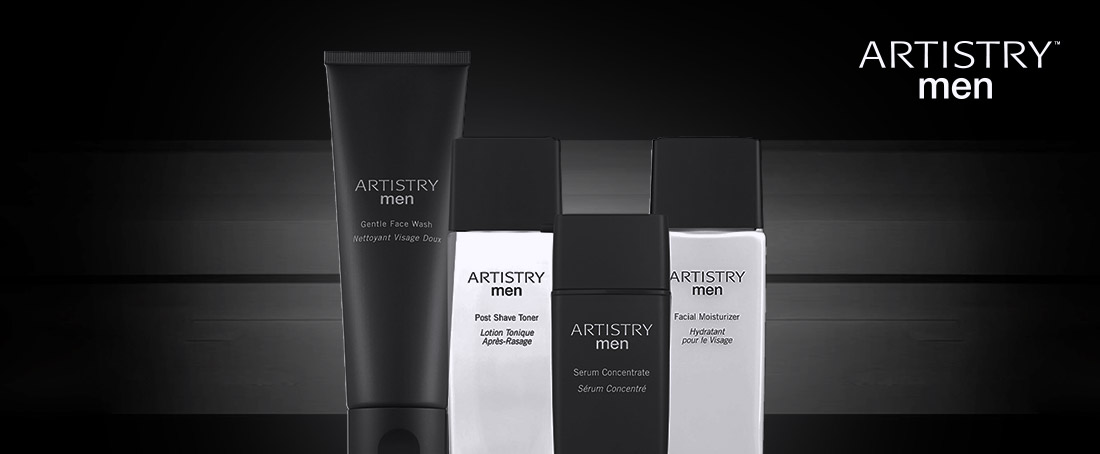 ARTISTRY™
men
ARTISTRY
men
Gentle Face Wash
Nettoyant Visage Doux
ARTISTRY
men
Post Shave Toner
Lotion Tonique
Après-Rasage
ARTISTRY
men
Serum Concentrate
Sérum Concentré
ARTISTRY
men
Facial Moisturizer
Hydratant
pour le Visage